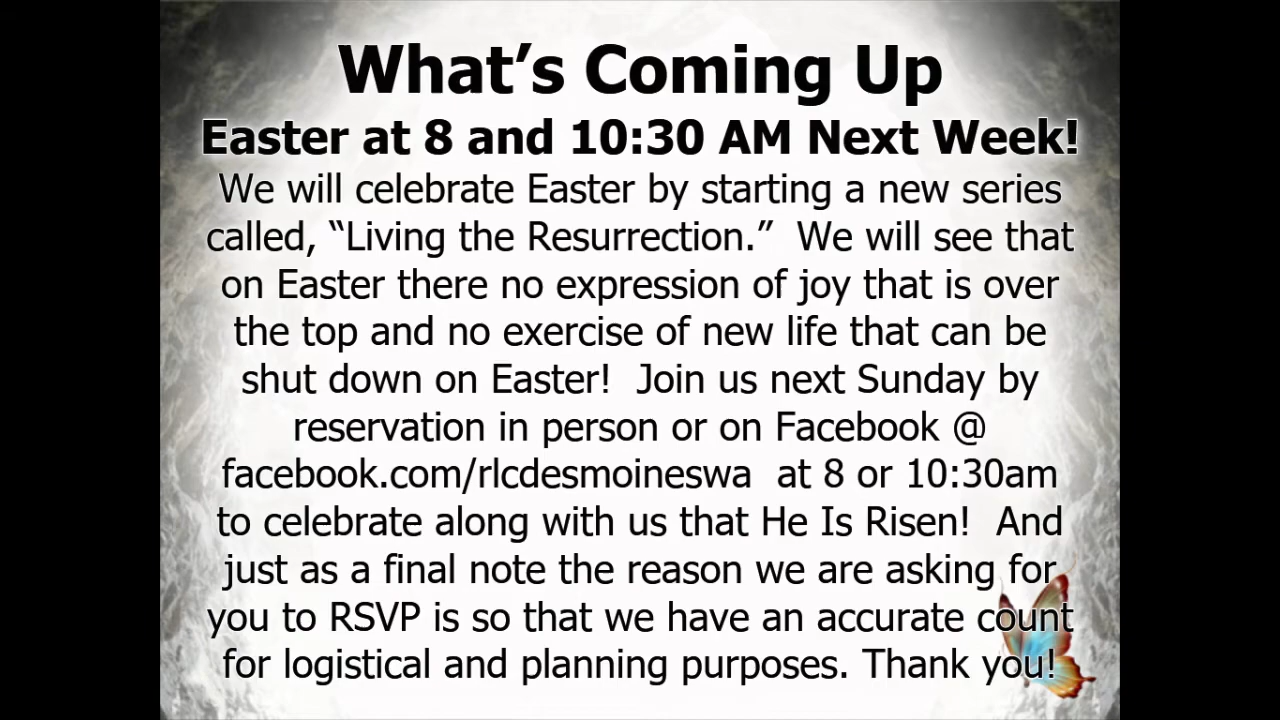 What’s Coming Up
Easter at 8 and 10:30 AM Next Week!
We will celebrate Easter by starting a new series
called, “Living the Resurrection.”  We will see that
on Easter there no expression of joy that is over
the top and no exercise of new life that can be
shut down on Easter!  Join us next Sunday by
reservation in person or on Facebook @
facebook.com/rlcdesmoineswa  at 8 or 10:30am
to celebrate along with us that He Is Risen!  And
just as a final note the reason we are asking for
you to RSVP is so that we have an accurate count
for logistical and planning purposes. Thank you!